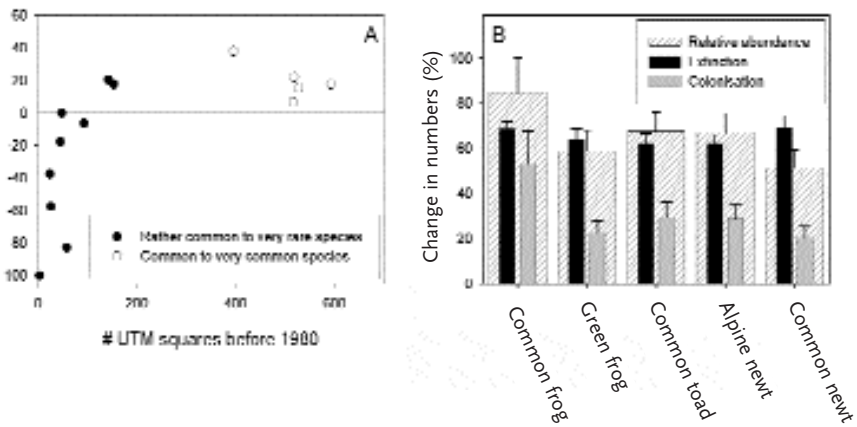 60
40
20
0
-20
-40
-60
80
100
A
Rather common to very rare species
Common to very common species
0
200
400
600
# UTM squares before 1980
B
Relative abundance
Extinction
Colonisation
Change in numbers (%)
100
80
60
40
20
0
Common frog
Green frog
Common toad
Alpine newt
Common newt